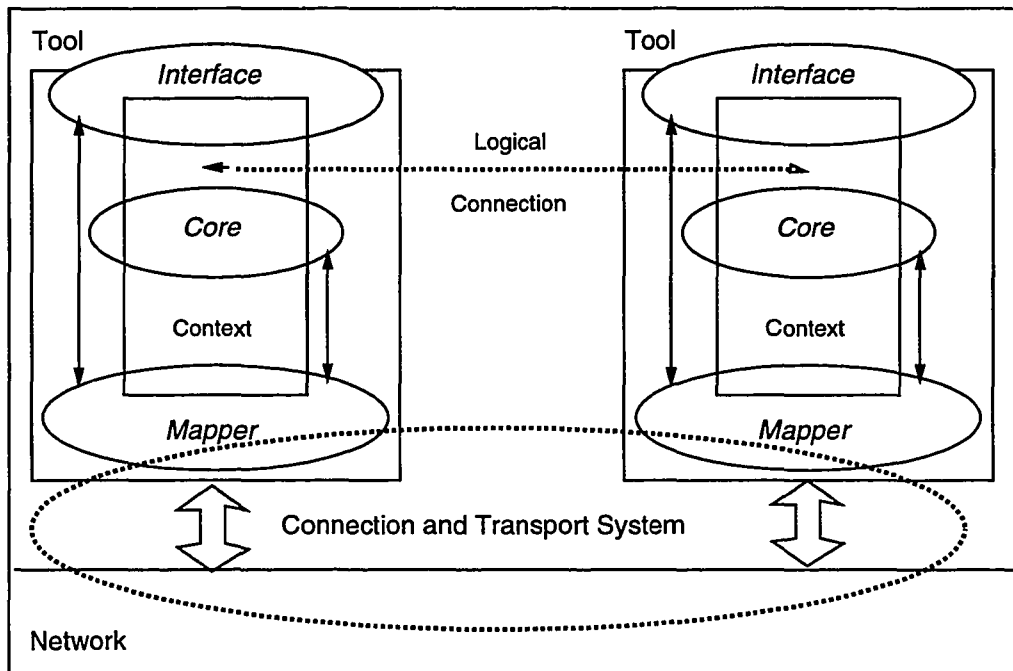 Tool
Tool
Interface
Interface
Logical
Connection
Core
Core
Context
Context
Mapper
Mapper
Connection and Transport System
Network